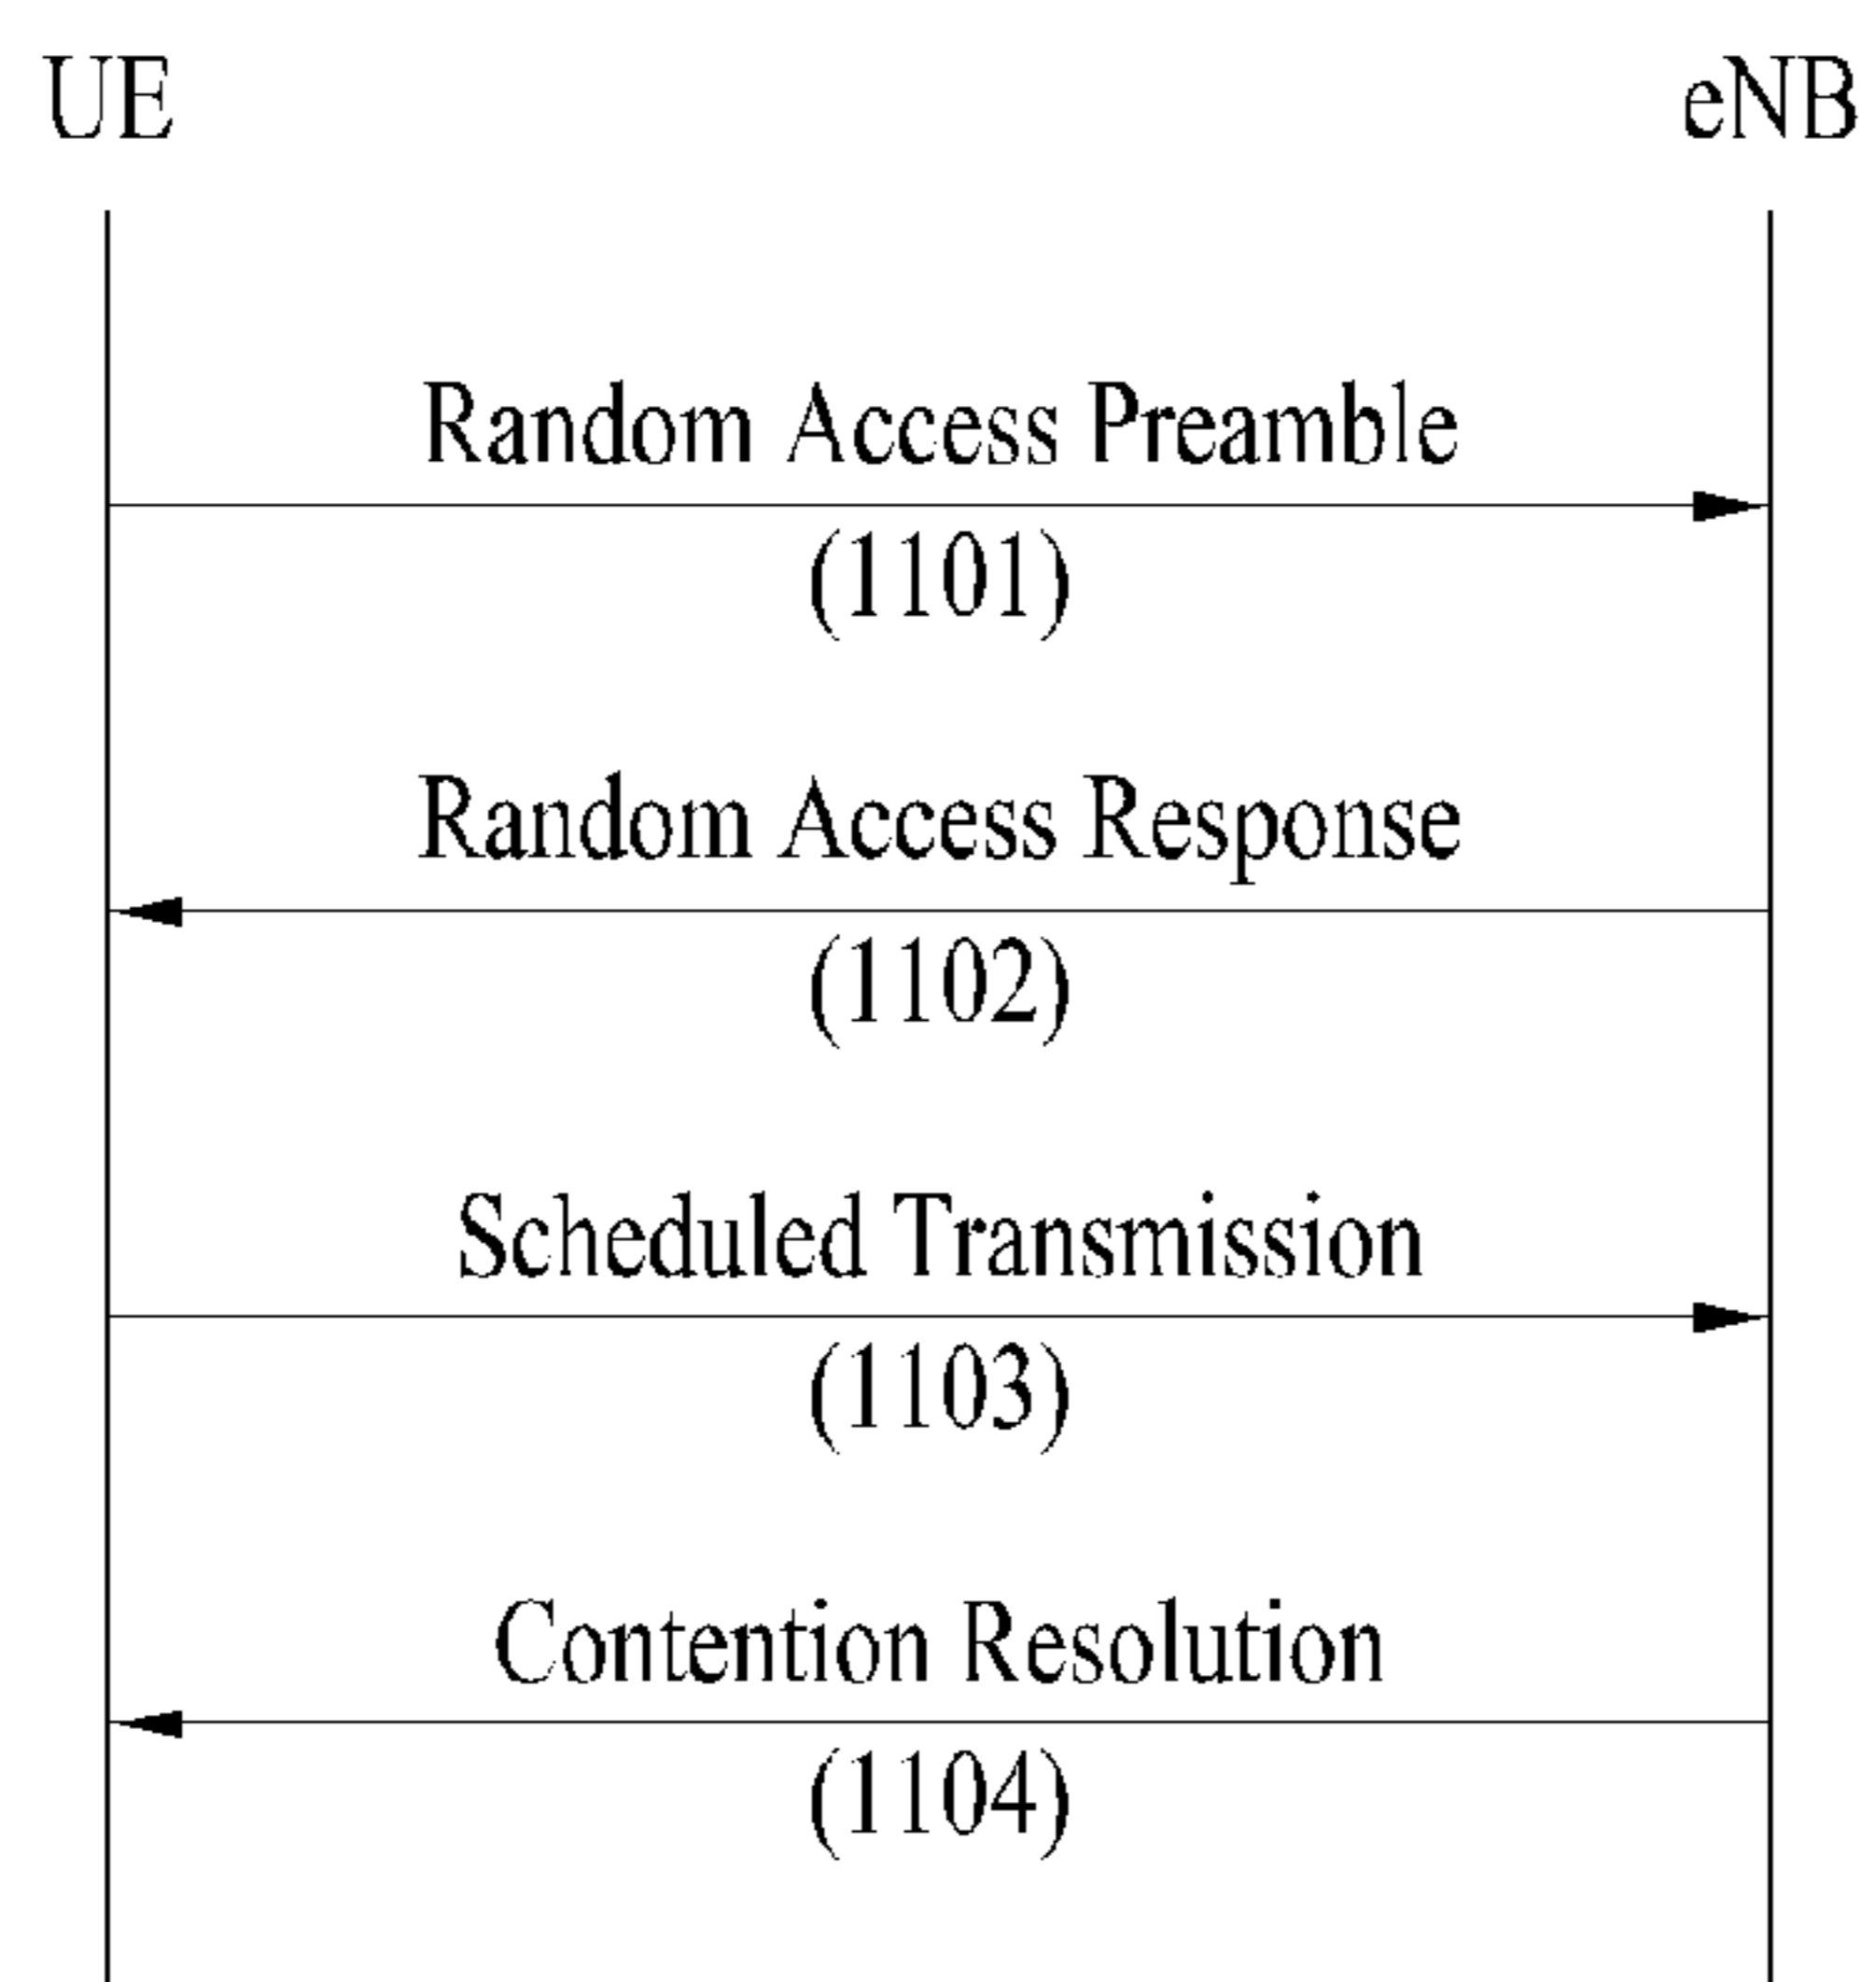 UE eNB
Random Access Preamble
(1101)
Random Access Response
(1102)
Scheduled Transmission
(1103)
Contention Resolution
(1104)